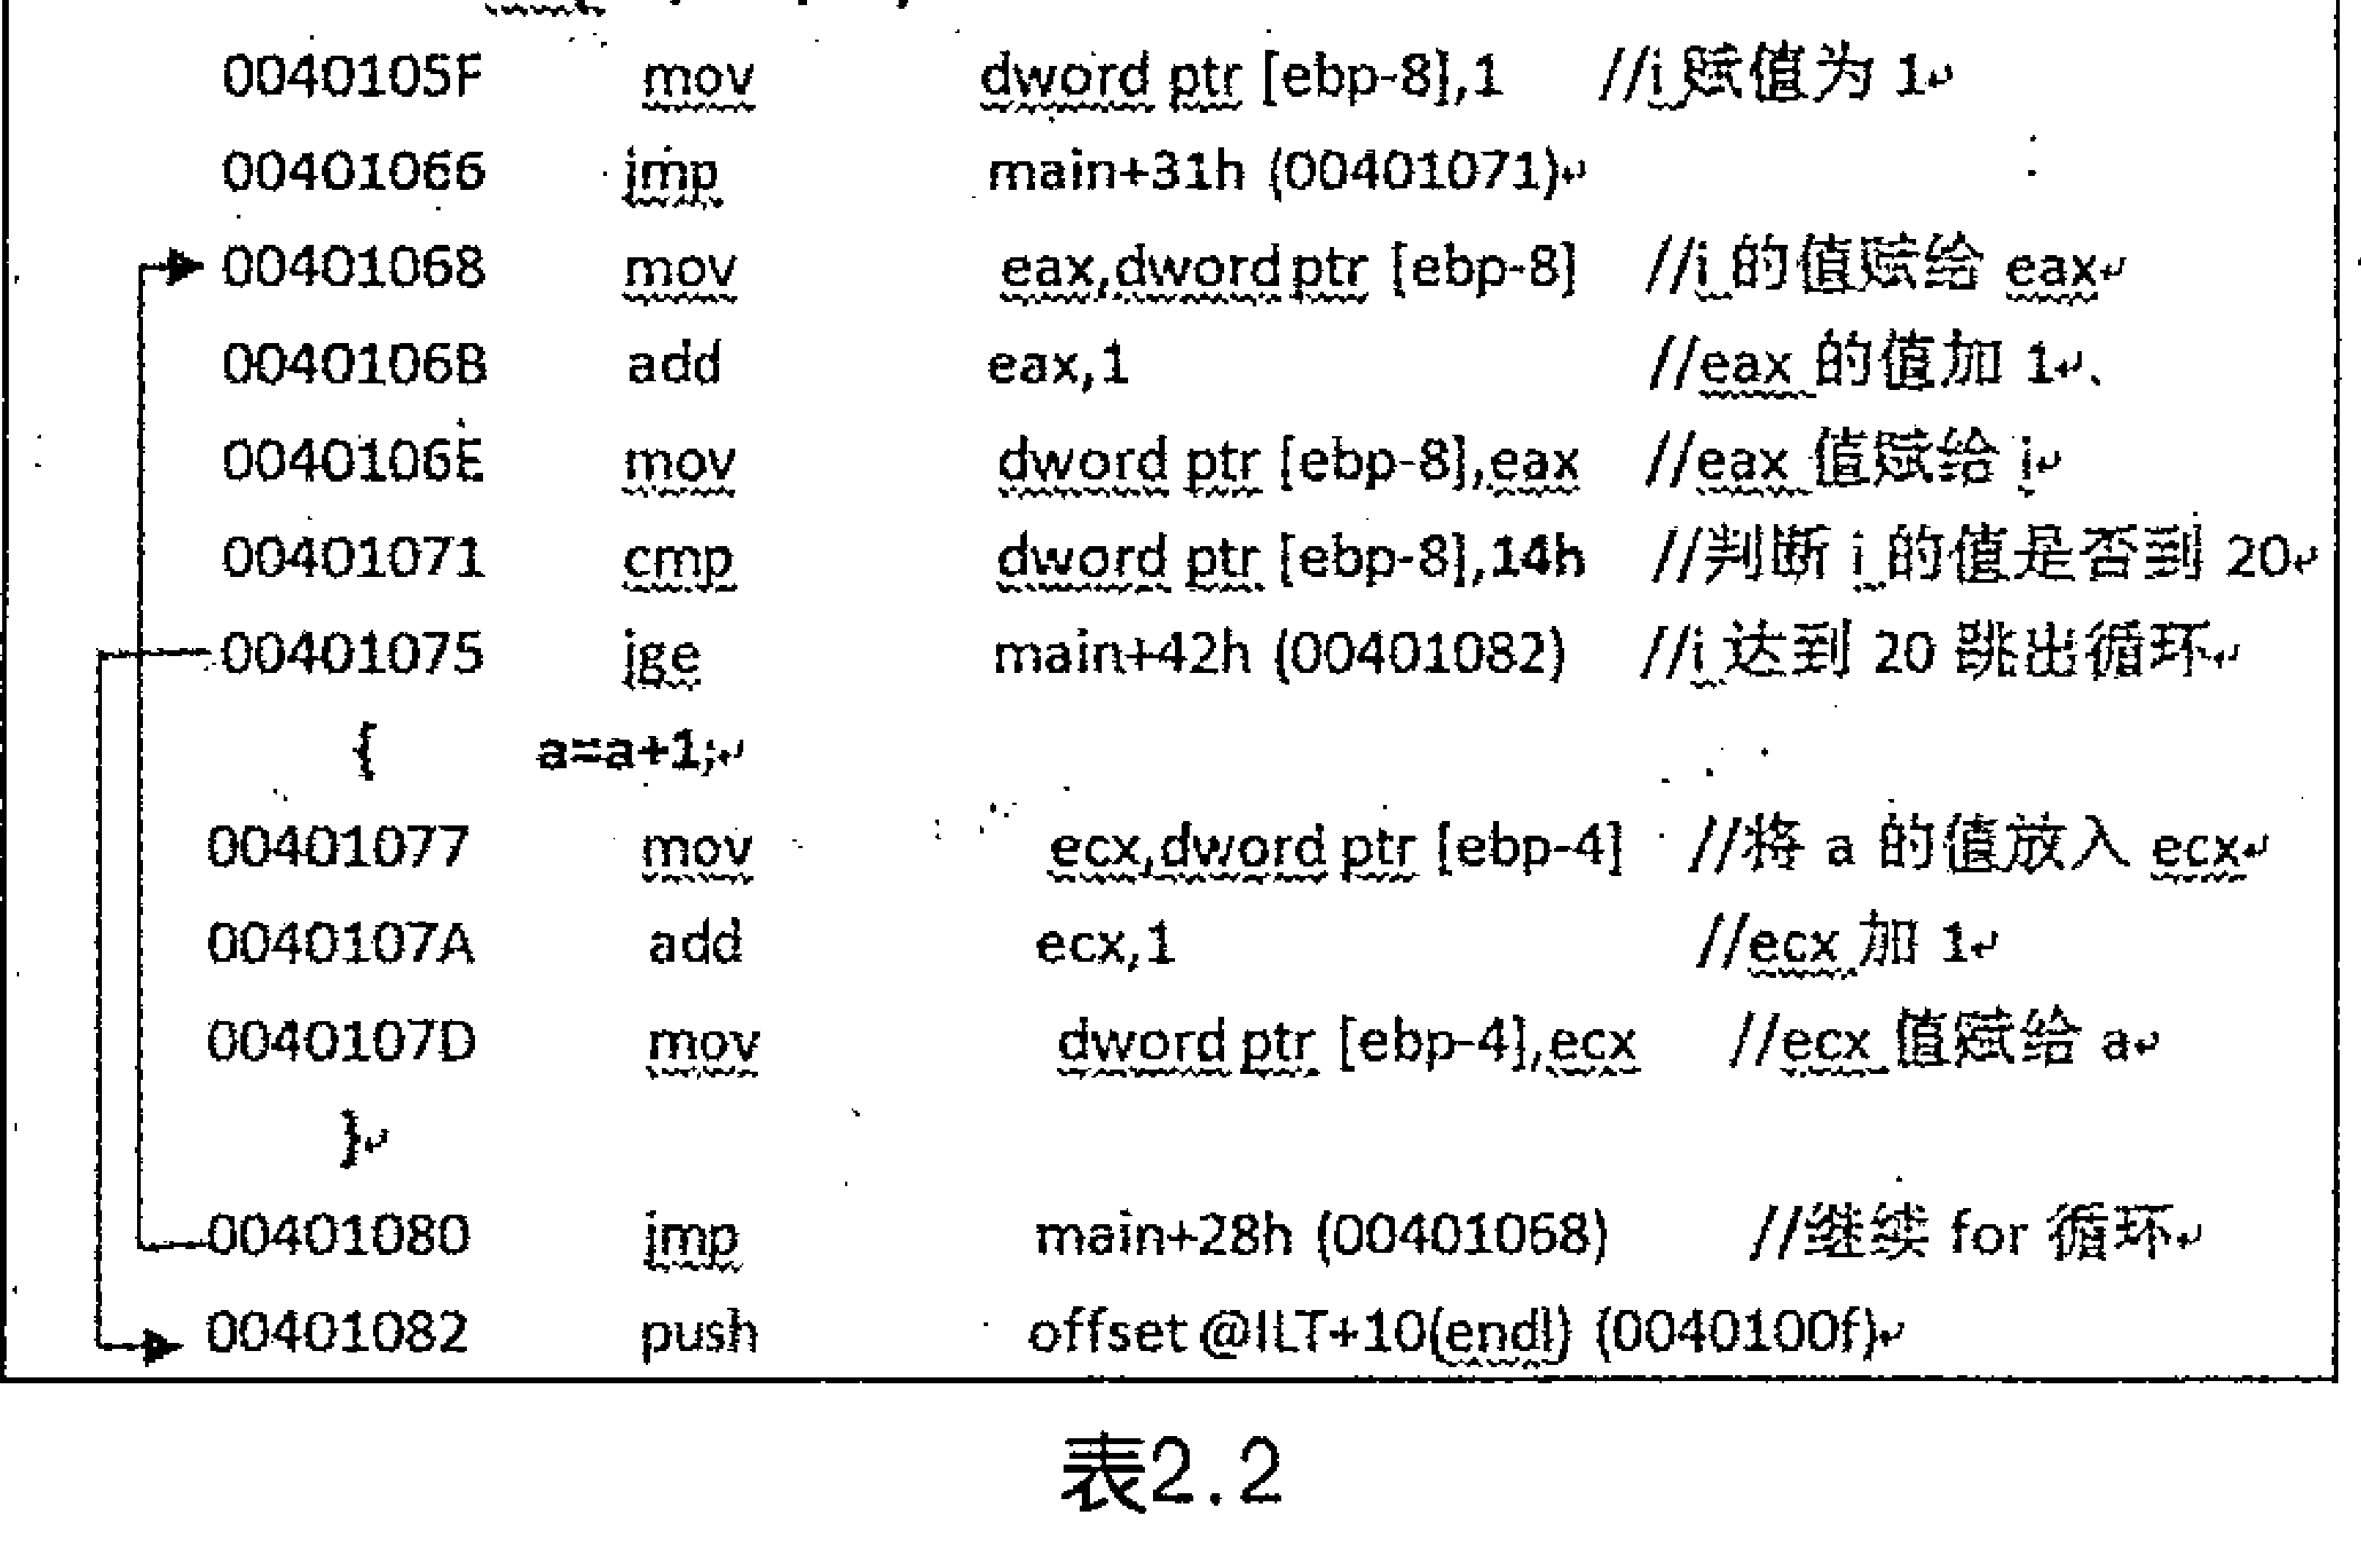 0040105F mov dword ptr [ebp-8],1 //i 赋值为 1
00401066 jmp main+31h (00401071)
00401068 mov eax,dword ptr [ebp-8] //i 的值赋给 eax
0040106B add eax,1 //eax 的值加 1
0040106E mov dword ptr [ebp-8],eax //eax 值赋给 i
00401071 cmp dword ptr [ebp-8],14h //判断 i 的值是否到 20
00401075 jge main+42h (00401082) //i 达到 20 跳出循环
{ a=a+1;
00401077 mov ecx,dword ptr [ebp-4] //将 a 的值放入 ecx
0040107A add ecx,1 //ecx 加 1
0040107D mov dword ptr [ebp-4],ecx //ecx 值赋给 a
}
00401080 jmp main+28h (00401068) //继续 for 循环
00401082 push offset @ILT+10(endl) (0040100f)
表2.2